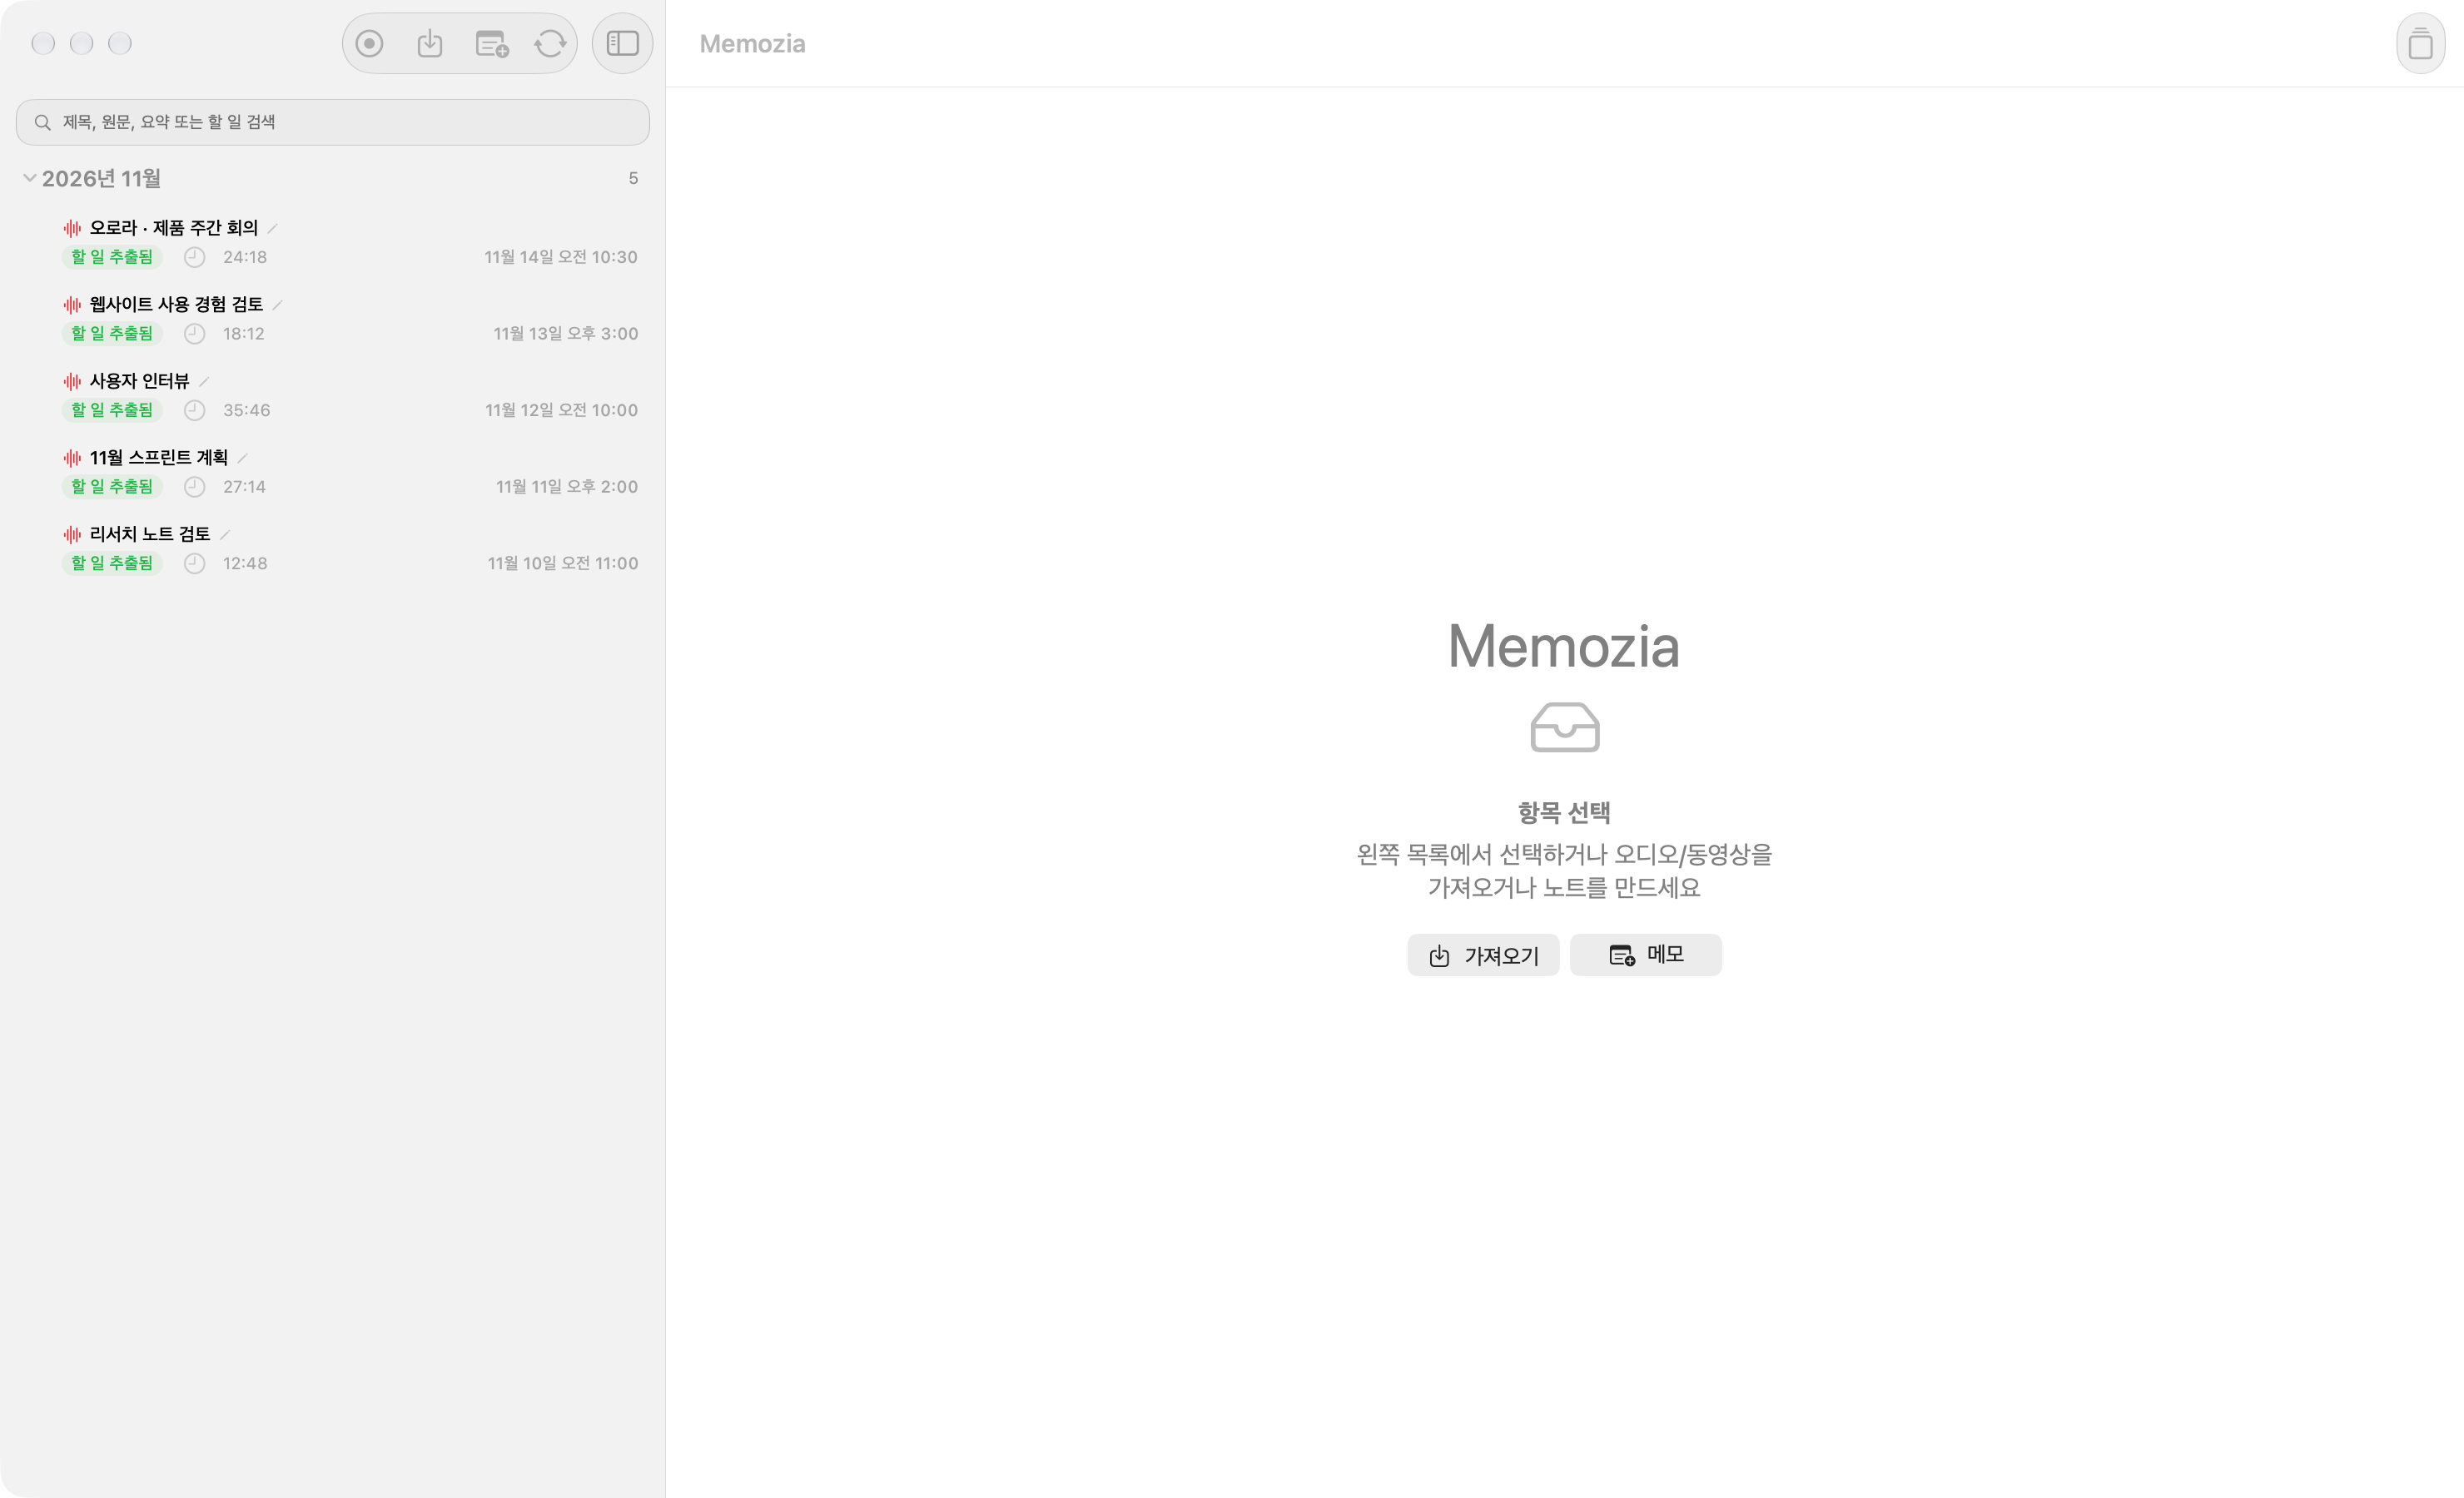 Memozia
제목, 원문, 요약 또는 할 일 검색
2026년 11월 5
오로라 · 제품 주간 회의
할 일 추출됨 24:18 11월 14일 오전 10:30
웹사이트 사용 경험 검토
할 일 추출됨 18:12 11월 13일 오후 3:00
사용자 인터뷰
할 일 추출됨 35:46 11월 12일 오전 10:00
11월 스프린트 계획
할 일 추출됨 27:14 11월 11일 오후 2:00
리서치 노트 검토
할 일 추출됨 12:48 11월 10일 오전 11:00
Memozia
항목 선택
왼쪽 목록에서 선택하거나 오디오/동영상을
가져오거나 노트를 만드세요
가져오기 메모